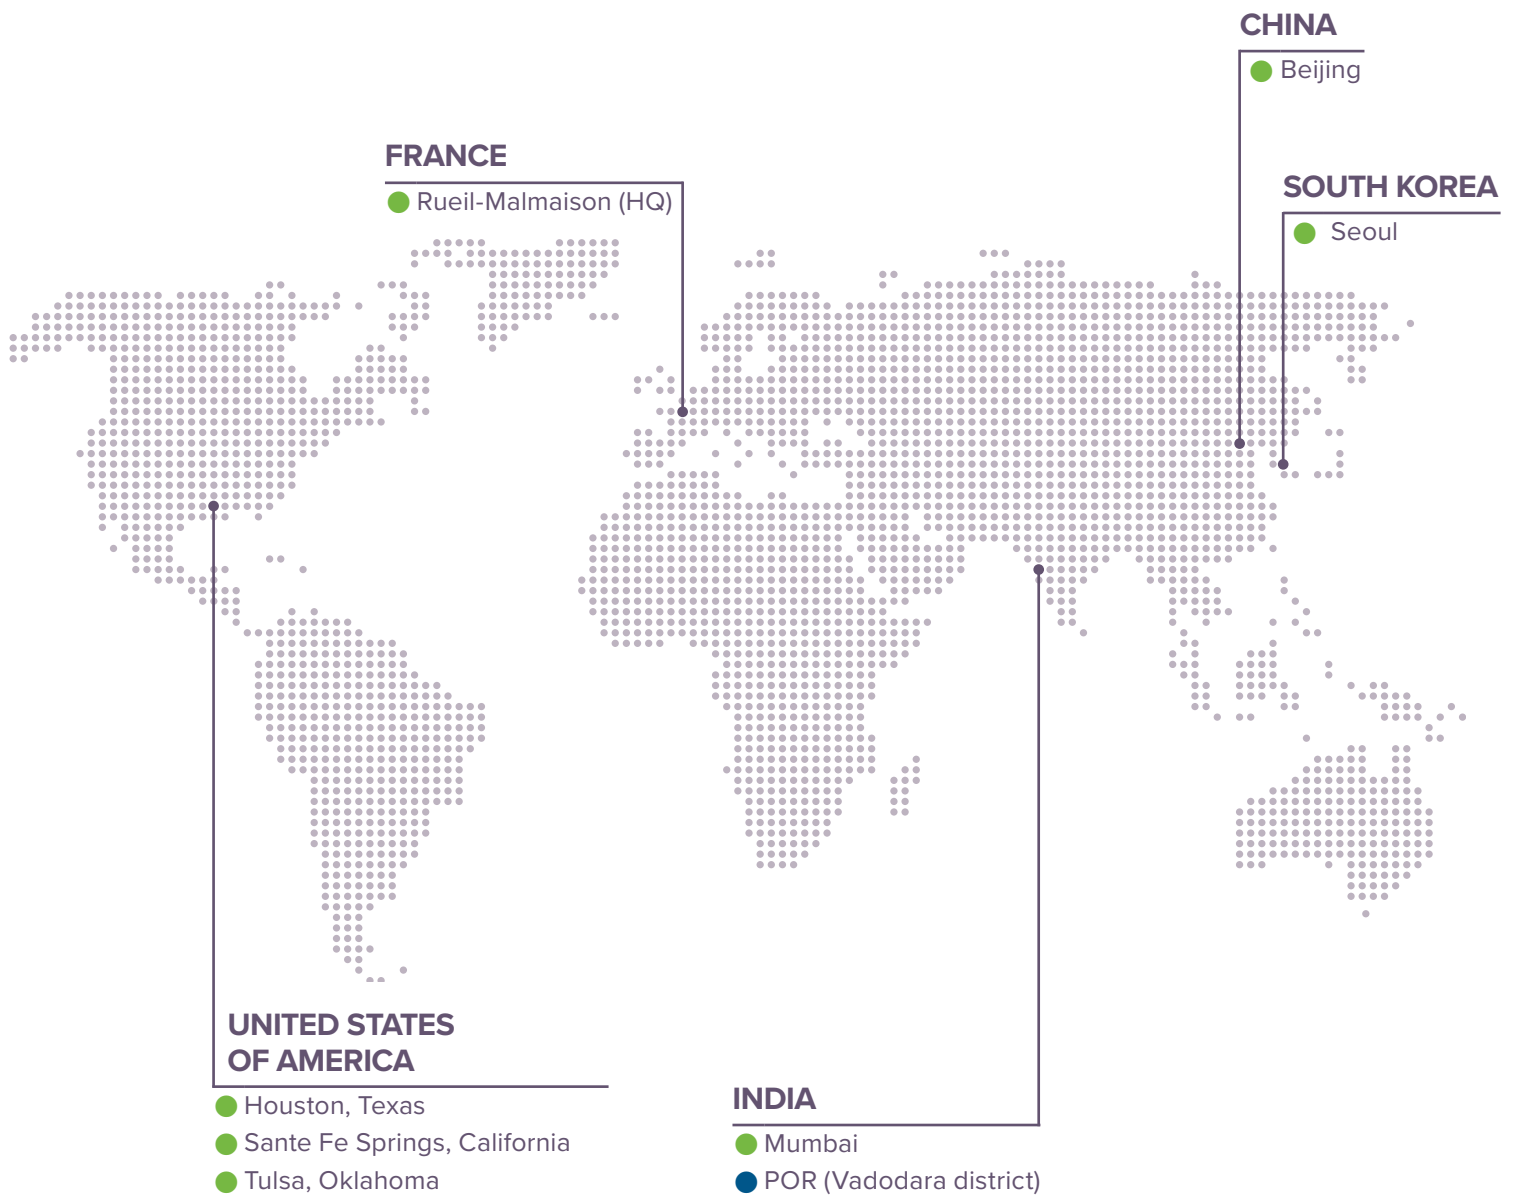 CHINA
Beijing
FRANCE
Rueil-Malmaison (HQ)
SOUTH KOREA
Seoul
UNITED STATES
OF AMERICA
Houston, Texas
Sante Fe Springs, California
Tulsa, Oklahoma
INDIA
Mumbai
POR (Vadodara district)